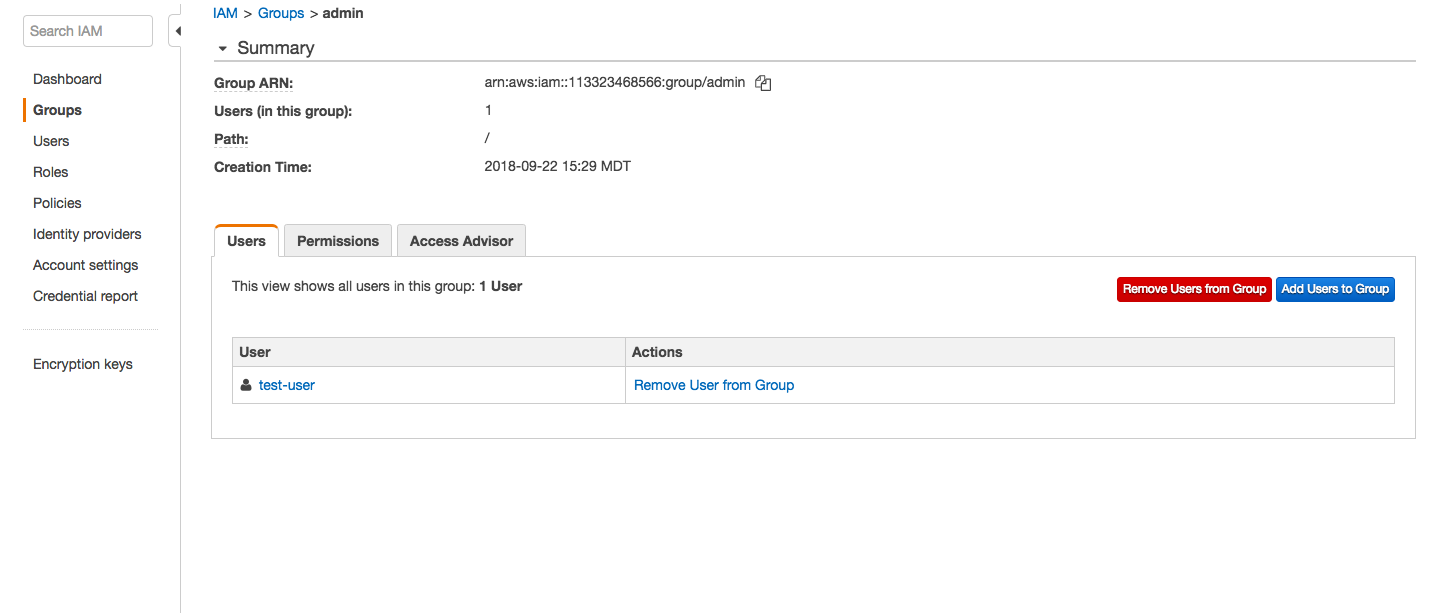 IAM > Groups > admin
Search IAM
Dashboard
Groups
Users
Roles
Policies
Identity providers
Account settings
Credential report
Encryption keys
Summary
Group ARN: arn:aws:iam::113323468566:group/admin
Users (in this group): 1
Path: /
Creation Time: 2018-09-22 15:29 MDT
Users Permissions Access Advisor
This view shows all users in this group: 1 User
Remove Users from Group Add Users to Group
User Actions
test-user Remove User from Group